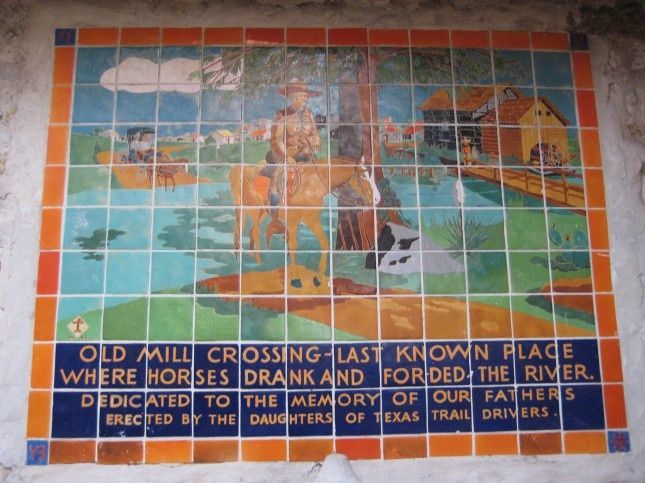 OLD MILL CROSSING-LAST KNOWN PLACE
WHERE HORSES DRANK AND FORDED, THE RIVER.
DEDICATED TO THE MEMORY OF OUR FATHERS
ERECTED BY THE DAUGHTERS OF TEXAS TRAIL DRIVERS.